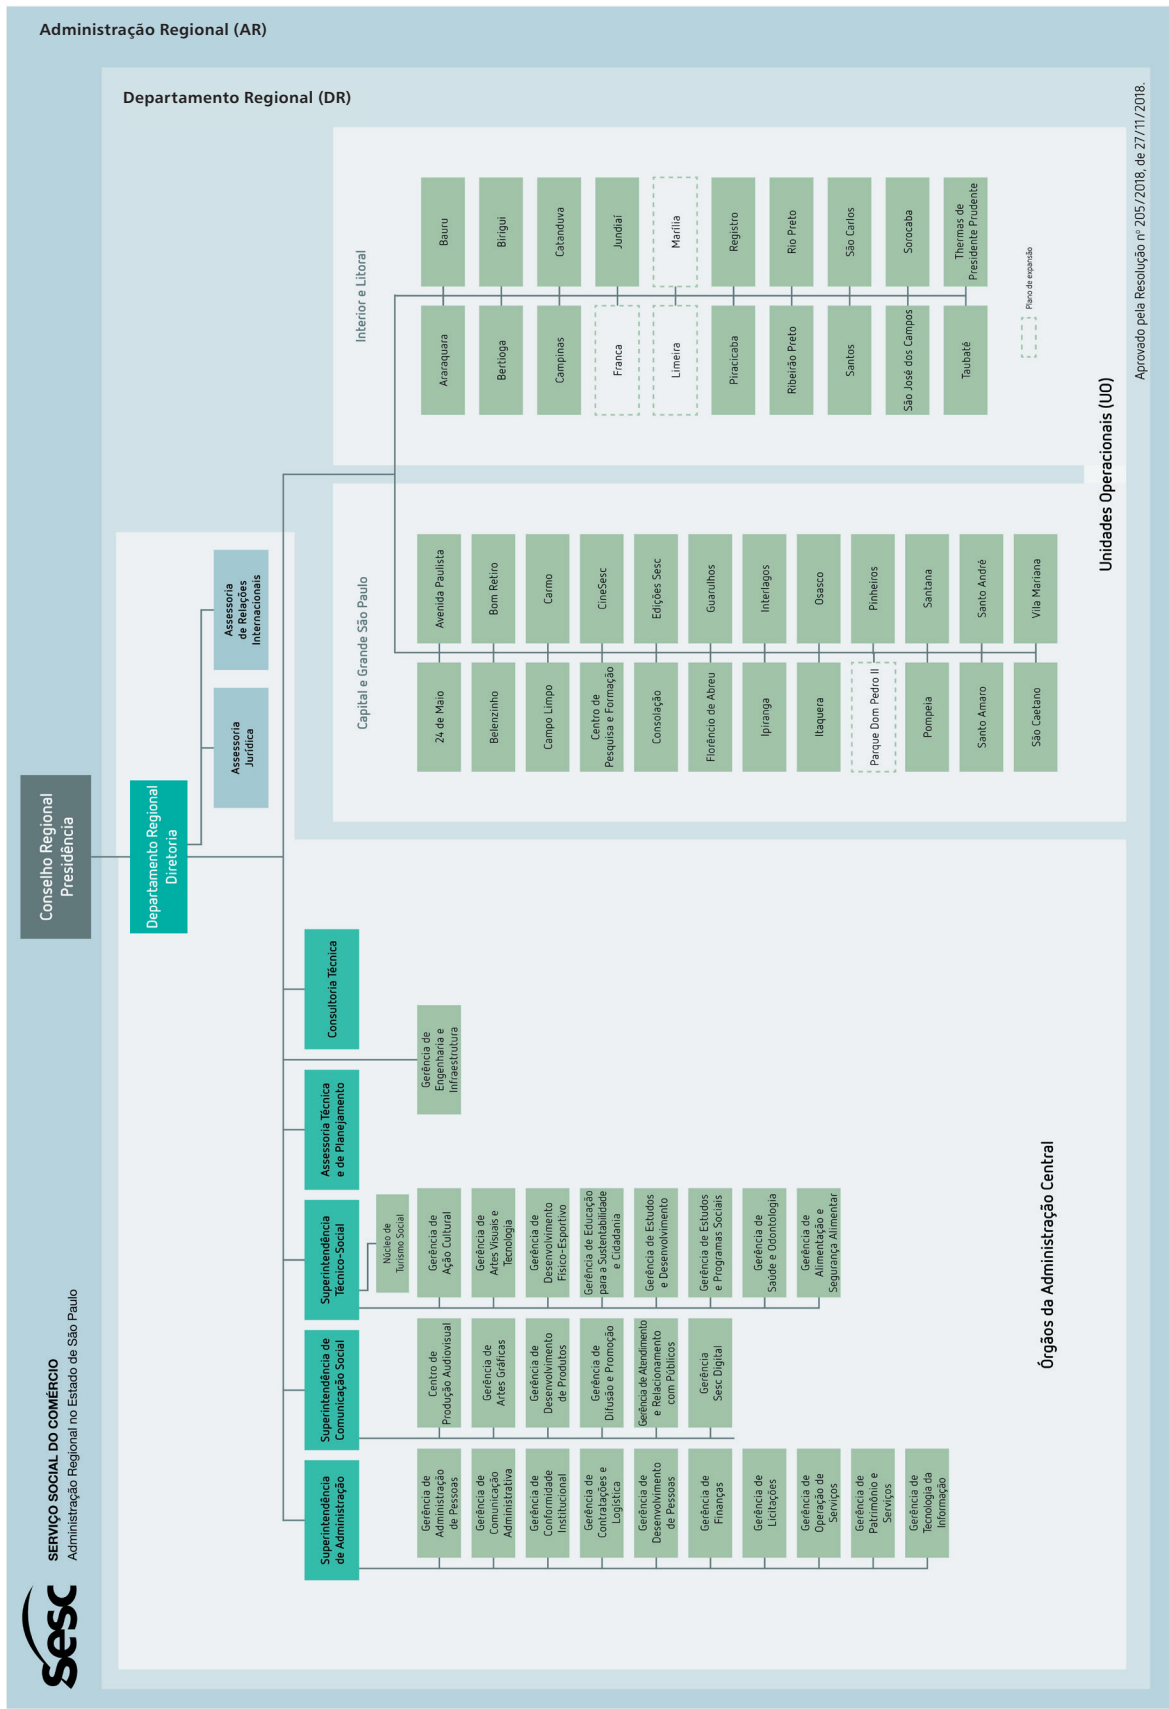 Administração Regional (AR)
Departamento Regional (DR)
Sesc
SERVIÇO SOCIAL DO COMÉRCIO
Administração Regional no Estado de São Paulo
Conselho Regional
Presidência
Departamento Regional
Diretoria
Assessoria
Jurídica
Assessoria
de Relações
Internacionais
Superintendência
de Administração
Superintendência de
Comunicação Social
Superintendência
Técnico-Social
Assessoria Técnica
e de Planejamento
Consultoria Técnica
Gerência de
Administração
de Pessoas
Gerência de
Comunicação
Administrativa
Gerência de
Conformidade
Institucional
Gerência de
Contratações e
Logística
Gerência de
Desenvolvimento
de Pessoas
Gerência de
Finanças
Gerência de
Licitações
Gerência de
Operação de
Serviços
Gerência de
Patrimônio e
Serviços
Gerência de
Tecnologia da
Informação
Centro de
Produção Audiovisual
Gerência de
Artes Gráficas
Gerência de
Desenvolvimento
de Produtos
Gerência de
Difusão e Promoção
Gerência de Atendimento
e Relacionamento
com Públicos
Gerência
Sesc Digital
Núcleo de
Turismo Social
Gerência de
Ação Cultural
Gerência de
Artes Visuais e
Tecnologia
Gerência de
Desenvolvimento
Físico-Esportivo
Gerência de Educação
para a Sustentabilidade
e Cidadania
Gerência de Estudos
e Desenvolvimento
Gerência de Estudos
e Programas Sociais
Gerência de
Saúde e Odontologia
Gerência de
Alimentação e
Segurança Alimentar
Gerência de
Engenharia e
Infraestrutura
Órgãos da Administração Central
Capital e Grande São Paulo
24 de Maio
Avenida Paulista
Belenzinho
Bom Retiro
Campo Limpo
Carmo
Centro de
Pesquisa e Formação
CineSesc
Consolação
Edições Sesc
Florêncio de Abreu
Guarulhos
Ipiranga
Interlagos
Itaquera
Osasco
Parque Dom Pedro II
Pinheiros
Pompeia
Santana
Santo Amaro
Santo André
São Caetano
Vila Mariana
Interior e Litoral
Araraquara
Bauru
Bertioga
Birigui
Campinas
Catanduva
Franca
Jundiaí
Limeira
Marília
Piracicaba
Registro
Ribeirão Preto
Rio Preto
Santos
São Carlos
São José dos Campos
Sorocaba
Taubaté
Thermas de
Presidente Prudente
Plano de expansão
Unidades Operacionais (UO)
Aprovado pela Resolução nº 205/2018, de 27/11/2018.